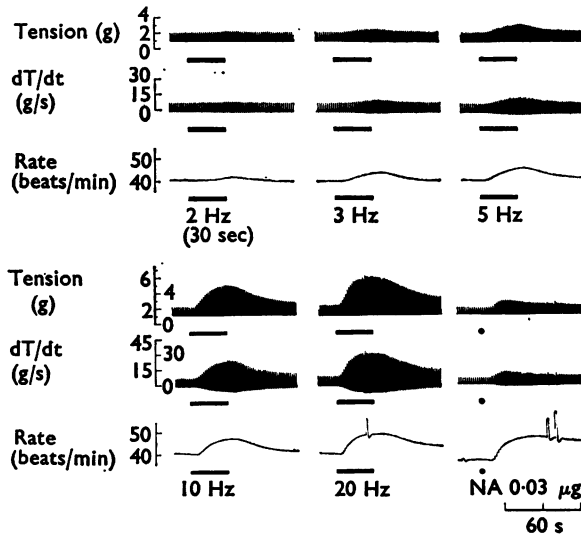 4
Tension (g) 2
0
30
dT/dt 15
(g/s) 0
Rate 50
(beats/min) 40
2 Hz 3 Hz 5 Hz
(30 sec)
Tension 6
(g) 4
2
0
dT/dt 45
(g/s) 30
15
0
Rate 50
(beats/min) 40
10 Hz 20 Hz NA 0·03 μg
60 s